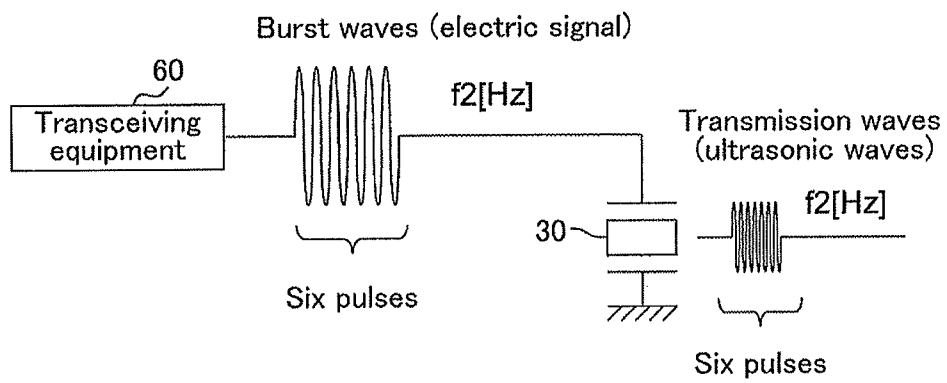 Burst waves (electric signal)
60
f2[Hz]
Transceiving
equipment
Transmission waves
(ultrasonic waves)
f2[Hz]
30
Six pulses
Six pulses